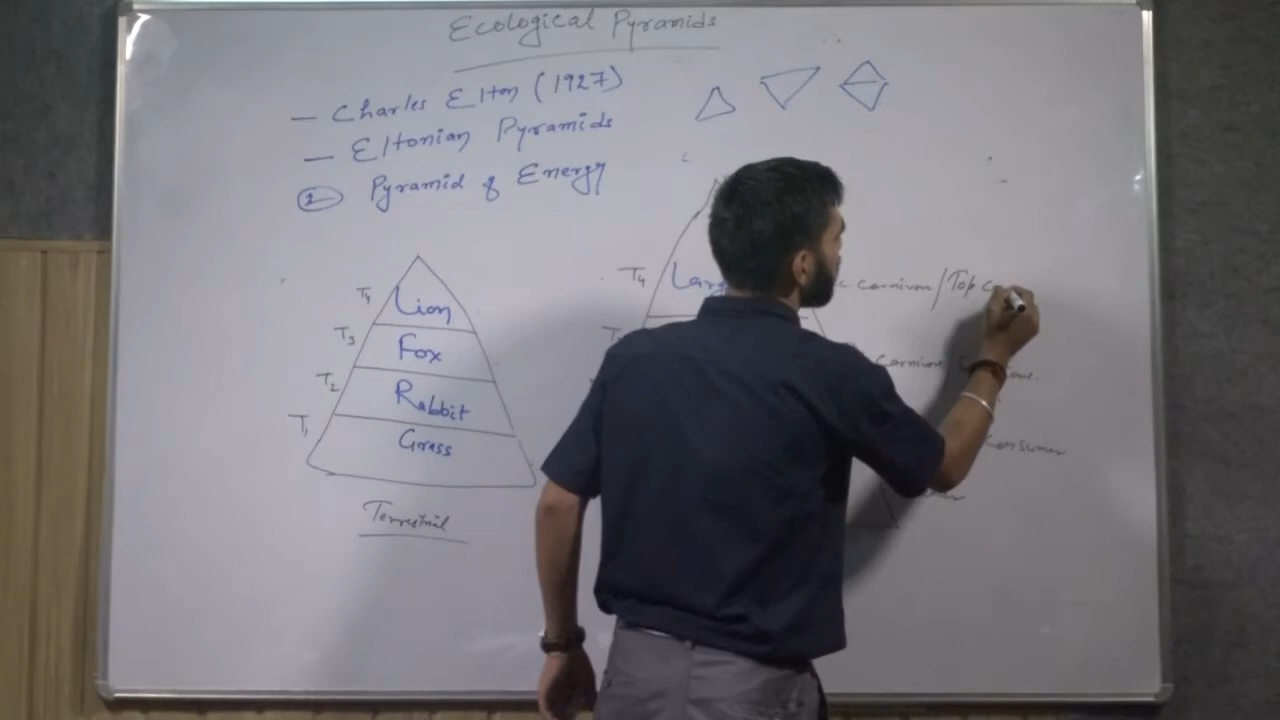 Ecological Pyramids
— Charles Elton (1927)
— Eltonian Pyramids
② Pyramid of Energy
T4 Lion
T3 Fox
T2 Rabbit
T1 Grass
Terrestrial
T4
carnivore/Top
Carnivore
Consumer